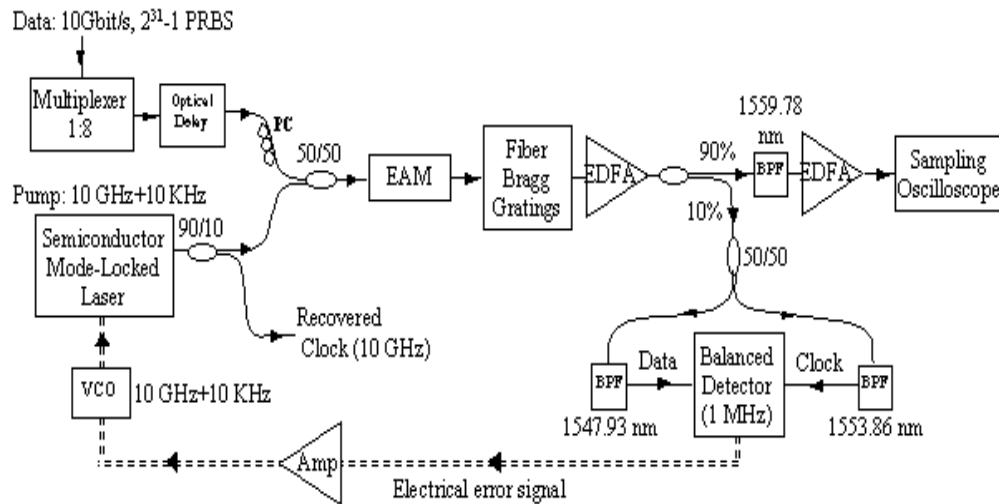 Data: 10Gbit/s, 2³¹-1 PRBS
Multiplexer
1:8
Optical
Delay
PC
50/50
EAM
Fiber
Bragg
Gratings
EDFA
90%
10%
1559.78
nm
BPF
EDFA
Sampling
Oscilloscope
Pump: 10 GHz+10 KHz
Semiconductor
Mode-Locked
Laser
90/10
Recovered
Clock (10 GHz)
50/50
VCO
10 GHz+10 KHz
BPF
1547.93 nm
Data
Balanced
Detector
(1 MHz)
Clock
BPF
1553.86 nm
Amp
Electrical error signal